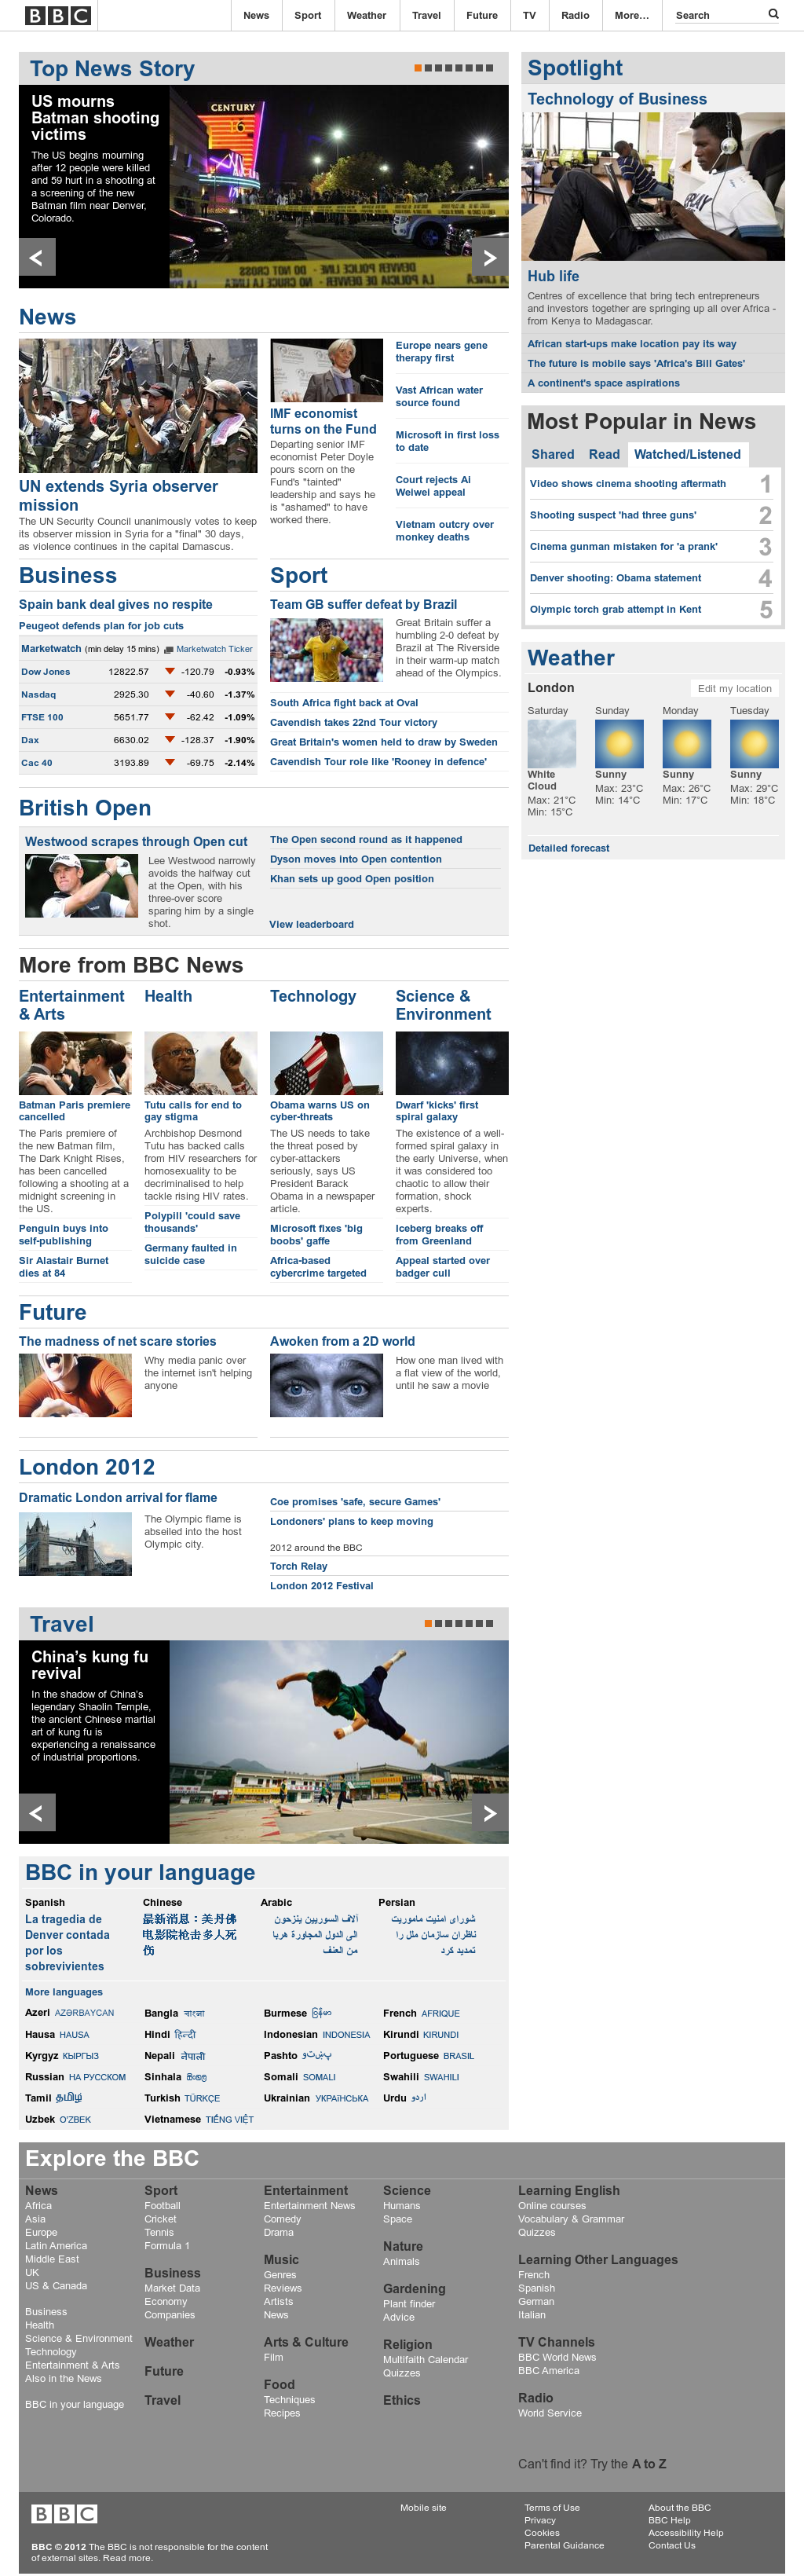 BBC
News Sport Weather Travel Future TV Radio More... Search
Top News Story
US mourns
Batman shooting
victims
The US begins mourning
after 12 people were killed
and 59 hurt in a shooting at
a screening of the new
Batman film near Denver,
Colorado.
CENTURY
16
News
UN extends Syria observer
mission
The UN Security Council unanimously votes to keep
its observer mission in Syria for a "final" 30 days,
as violence continues in the capital Damascus.
IMF economist
turns on the Fund
Departing senior IMF
economist Peter Doyle
pours scorn on the
Fund's "tainted"
leadership and says he
is "ashamed" to have
worked there.
Europe nears gene
therapy first
Vast African water
source found
Microsoft in first loss
to date
Court rejects Ai
Weiwei appeal
Vietnam outcry over
monkey deaths
Business
Spain bank deal gives no respite
Peugeot defends plan for job cuts
Marketwatch (min delay 15 mins) Marketwatch Ticker
Dow Jones 12822.57 -120.79 -0.93%
Nasdaq 2925.30 -40.60 -1.37%
FTSE 100 5651.77 -62.42 -1.09%
Dax 6630.02 -128.37 -1.90%
Cac 40 3193.89 -69.75 -2.14%
Sport
Team GB suffer defeat by Brazil
Great Britain suffer a
humbling 2-0 defeat by
Brazil at The Riverside
in their warm-up match
ahead of the Olympics.
South Africa fight back at Oval
Cavendish takes 22nd Tour victory
Great Britain's women held to draw by Sweden
Cavendish Tour role like 'Rooney in defence'
British Open
Westwood scrapes through Open cut
Lee Westwood narrowly
avoids the halfway cut
at the Open, with his
three-over score
sparing him by a single
shot.
The Open second round as it happened
Dyson moves into Open contention
Khan sets up good Open position
View leaderboard
More from BBC News
Entertainment
& Arts
Batman Paris premiere
cancelled
The Paris premiere of
the new Batman film,
The Dark Knight Rises,
has been cancelled
following a shooting at a
midnight screening in
the US.
Penguin buys into
self-publishing
Sir Alastair Burnet
dies at 84
Health
Tutu calls for end to
gay stigma
Archbishop Desmond
Tutu has backed calls
from HIV researchers for
homosexuality to be
decriminalised to help
tackle rising HIV rates.
Polypill 'could save
thousands'
Germany faulted in
suicide case
Technology
Obama warns US on
cyber-threats
The US needs to take
the threat posed by
cyber-attackers
seriously, says US
President Barack
Obama in a newspaper
article.
Microsoft fixes 'big
boobs' gaffe
Africa-based
cybercrime targeted
Science &
Environment
Dwarf 'kicks' first
spiral galaxy
The existence of a well-
formed spiral galaxy in
the early Universe, when
it was considered too
chaotic to allow their
formation, shock
experts.
Iceberg breaks off
from Greenland
Appeal started over
badger cull
Future
The madness of net scare stories
Why media panic over
the internet isn't helping
anyone
Awoken from a 2D world
How one man lived with
a flat view of the world,
until he saw a movie
London 2012
Dramatic London arrival for flame
The Olympic flame is
abseiled into the host
Olympic city.
Coe promises 'safe, secure Games'
Londoners' plans to keep moving
2012 around the BBC
Torch Relay
London 2012 Festival
Travel
China's kung fu
revival
In the shadow of China's
legendary Shaolin Temple,
the ancient Chinese martial
art of kung fu is
experiencing a renaissance
of industrial proportions.
BBC in your language
Spanish
La tragedia de
Denver contada
por los
sobrevivientes
Chinese
最新消息：美丹佛
电影院枪击多人死
伤
Arabic
آلاف السوريين ينزحون
الى الدول المجاورة هربا
من العنف
Persian
شورای امنیت ماموریت
ناظران سازمان ملل را
تمدید کرد
More languages
Azeri AZƏRBAYCAN Bangla বাংলা Burmese မြန်မာ French AFRIQUE
Hausa HAUSA Hindi हिन्दी Indonesian INDONESIA Kirundi KIRUNDI
Kyrgyz КЫРГЫЗ Nepali नेपाली Pashto پښتو Portuguese BRASIL
Russian НА РУССКОМ Sinhala සිංහල Somali SOMALI Swahili SWAHILI
Tamil தமிழ் Turkish TÜRKÇE Ukrainian УКРАїНСЬКА Urdu اردو
Uzbek O'ZBEK Vietnamese TIẾNG VIỆT
Spotlight
Technology of Business
Hub life
Centres of excellence that bring tech entrepreneurs
and investors together are springing up all over Africa -
from Kenya to Madagascar.
African start-ups make location pay its way
The future is mobile says 'Africa's Bill Gates'
A continent's space aspirations
Most Popular in News
Shared Read Watched/Listened
Video shows cinema shooting aftermath 1
Shooting suspect 'had three guns' 2
Cinema gunman mistaken for 'a prank' 3
Denver shooting: Obama statement 4
Olympic torch grab attempt in Kent 5
Weather
London Edit my location
Saturday Sunday Monday Tuesday
White
Cloud
Max: 21°C
Min: 15°C
Sunny
Max: 23°C
Min: 14°C
Sunny
Max: 26°C
Min: 17°C
Sunny
Max: 29°C
Min: 18°C
Detailed forecast
Explore the BBC
News
Africa
Asia
Europe
Latin America
Middle East
UK
US & Canada
Business
Health
Science & Environment
Technology
Entertainment & Arts
Also in the News
BBC in your language
Sport
Football
Cricket
Tennis
Formula 1
Business
Market Data
Economy
Companies
Weather
Future
Travel
Entertainment
Entertainment News
Comedy
Drama
Music
Genres
Reviews
Artists
News
Arts & Culture
Film
Food
Techniques
Recipes
Science
Humans
Space
Nature
Animals
Gardening
Plant finder
Advice
Religion
Multifaith Calendar
Quizzes
Ethics
Learning English
Online courses
Vocabulary & Grammar
Quizzes
Learning Other Languages
French
Spanish
German
Italian
TV Channels
BBC World News
BBC America
Radio
World Service
Can't find it? Try the A to Z
BBC
BBC © 2012 The BBC is not responsible for the content
of external sites. Read more.
Mobile site
Terms of Use
Privacy
Cookies
Parental Guidance
About the BBC
BBC Help
Accessibility Help
Contact Us